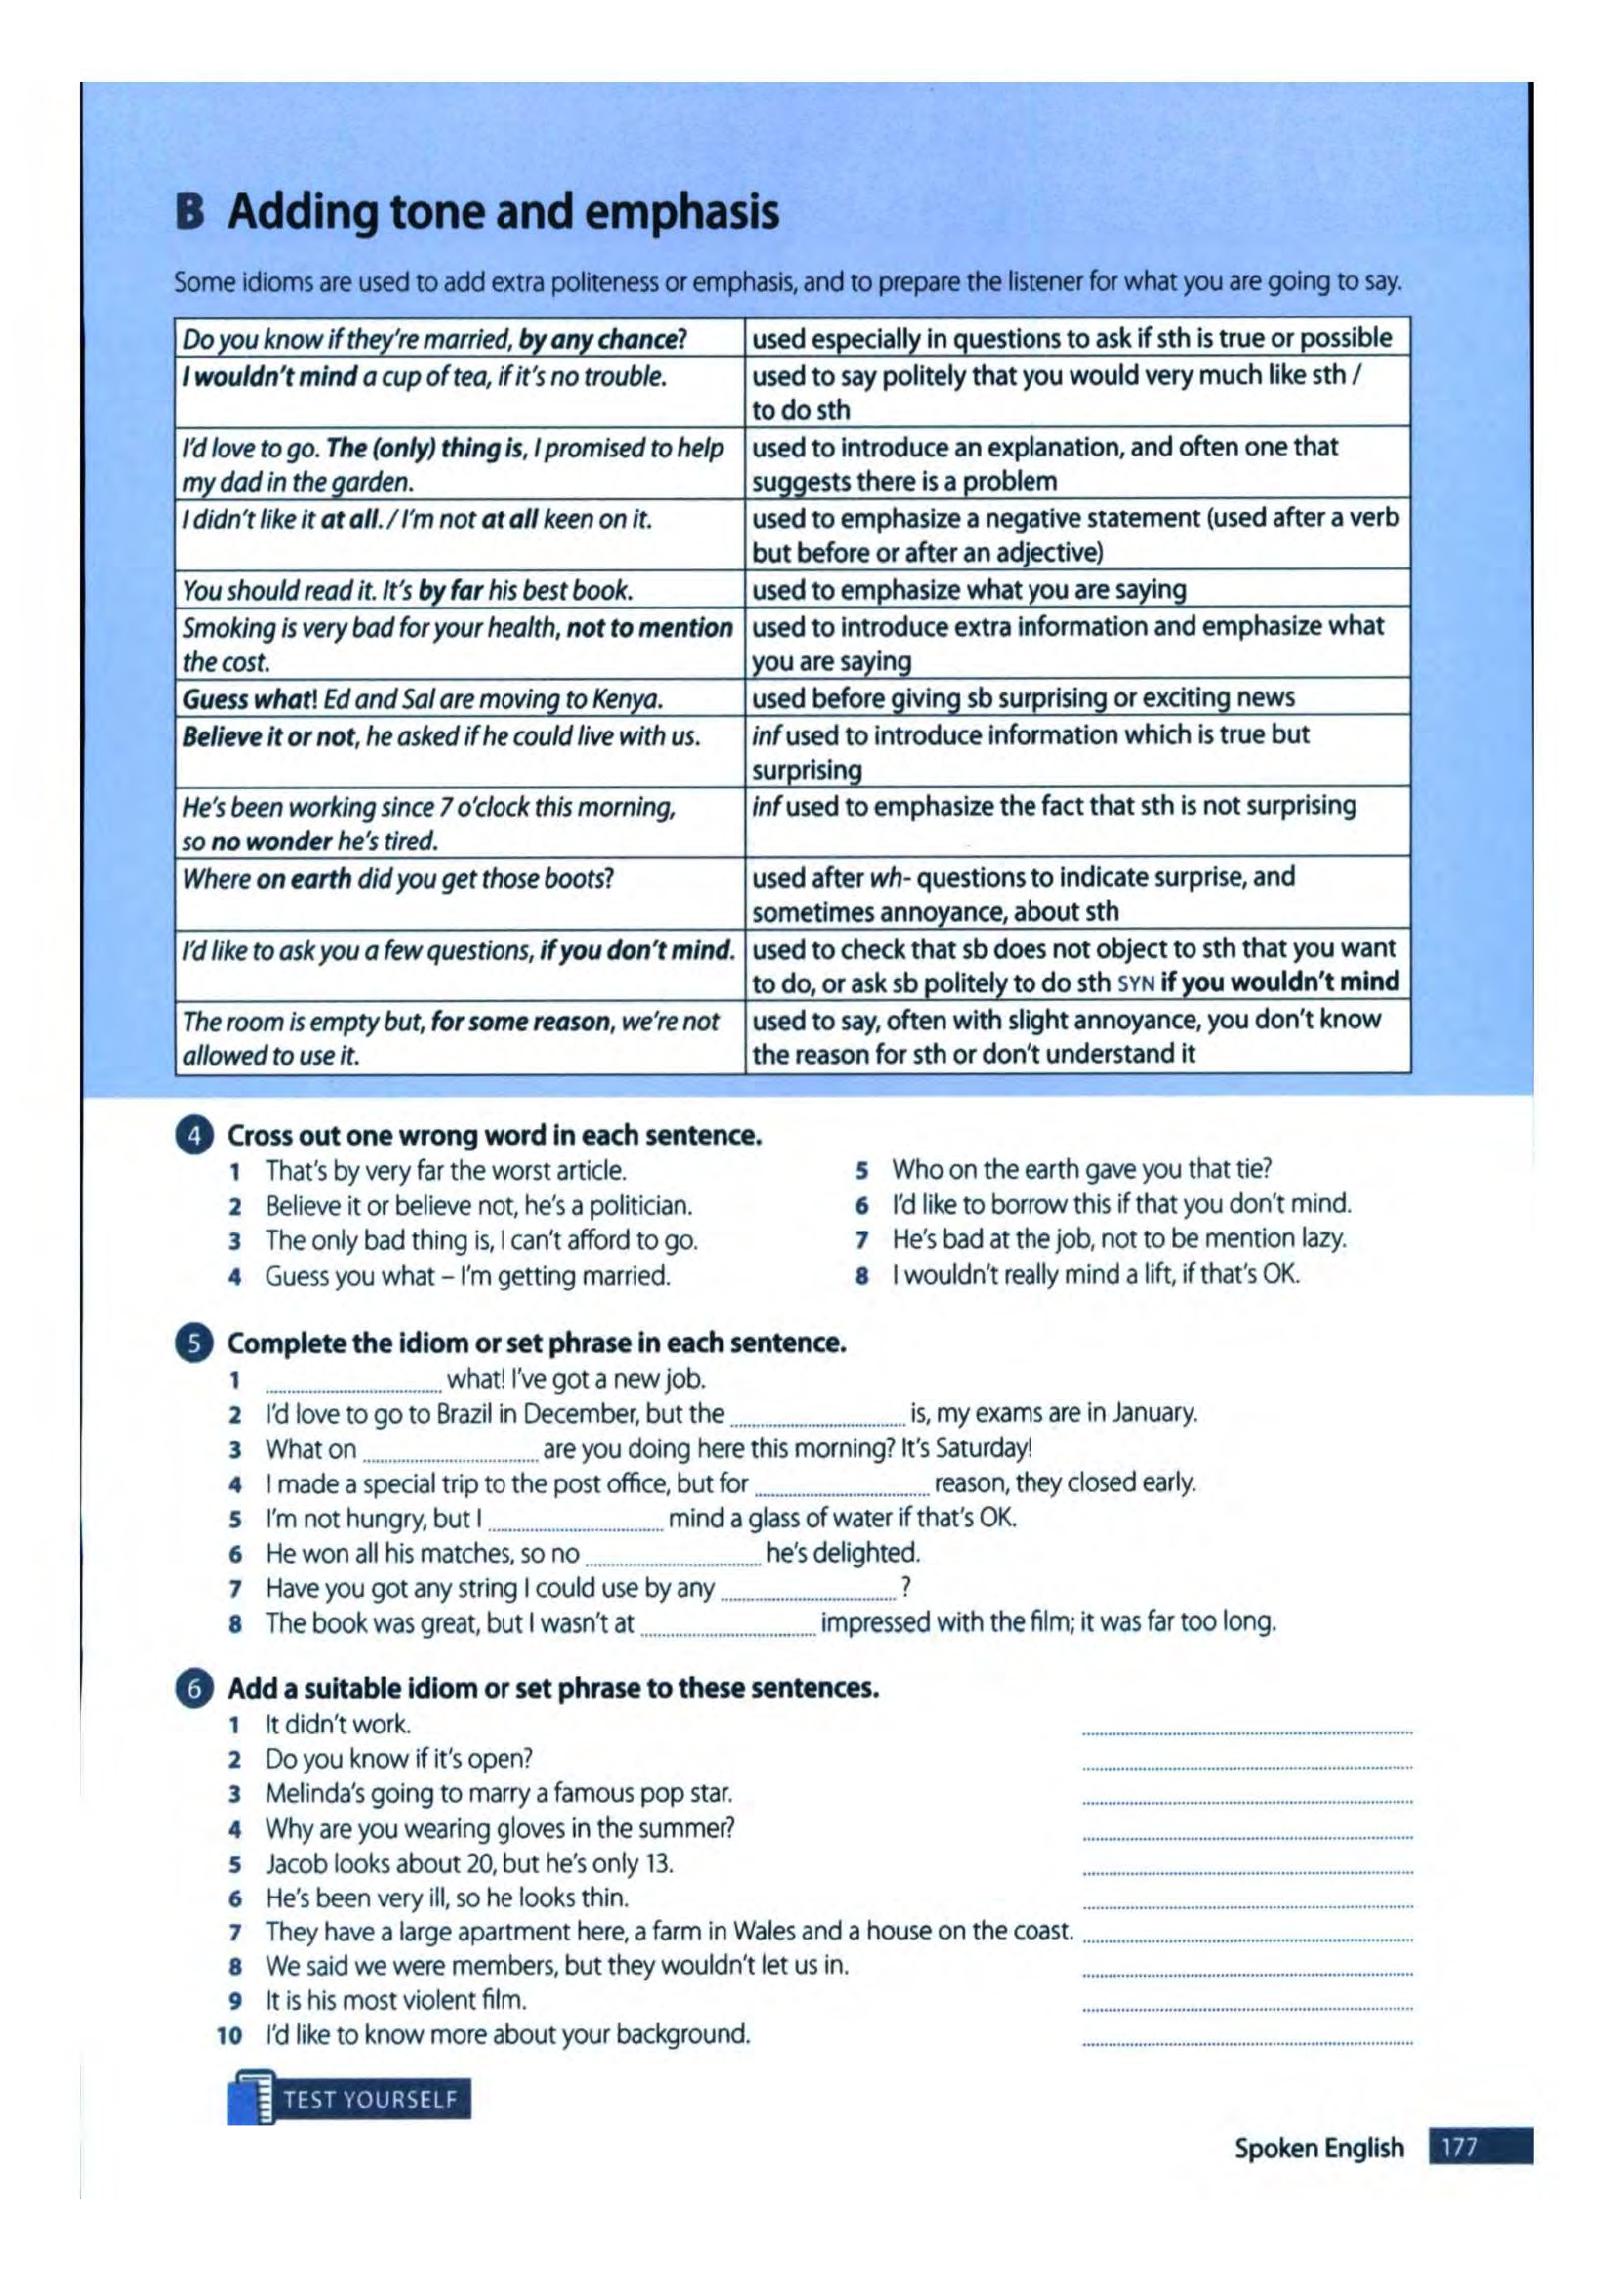 B Adding tone and emphasis
Some idioms are used to add extra politeness or emphasis, and to prepare the listener for what you are going to say.
Do you know if they're married, by any chance?
used especially in questions to ask if sth is true or possible
I wouldn't mind a cup of tea, if it's no trouble.
used to say politely that you would very much like sth /
to do sth
I'd love to go. The (only) thing is, I promised to help
my dad in the garden.
used to introduce an explanation, and often one that
suggests there is a problem
I didn't like it at all. / I'm not at all keen on it.
used to emphasize a negative statement (used after a verb
but before or after an adjective)
You should read it. It's by far his best book.
used to emphasize what you are saying
Smoking is very bad for your health, not to mention
the cost.
used to introduce extra information and emphasize what
you are saying
Guess what! Ed and Sal are moving to Kenya.
used before giving sb surprising or exciting news
Believe it or not, he asked if he could live with us.
inf used to introduce information which is true but
surprising
He's been working since 7 o'clock this morning,
so no wonder he's tired.
inf used to emphasize the fact that sth is not surprising
Where on earth did you get those boots?
used after wh- questions to indicate surprise, and
sometimes annoyance, about sth
I'd like to ask you a few questions, if you don't mind.
used to check that sb does not object to sth that you want
to do, or ask sb politely to do sth SYN if you wouldn't mind
The room is empty but, for some reason, we're not
allowed to use it.
used to say, often with slight annoyance, you don't know
the reason for sth or don't understand it
4 Cross out one wrong word in each sentence.
1 That's by very far the worst article.
2 Believe it or believe not, he's a politician.
3 The only bad thing is, I can't afford to go.
4 Guess you what – I'm getting married.
5 Who on the earth gave you that tie?
6 I'd like to borrow this if that you don't mind.
7 He's bad at the job, not to be mention lazy.
8 I wouldn't really mind a lift, if that's OK.
5 Complete the idiom or set phrase in each sentence.
1 ........ what! I've got a new job.
2 I'd love to go to Brazil in December, but the ........ is, my exams are in January.
3 What on ........ are you doing here this morning? It's Saturday!
4 I made a special trip to the post office, but for ........ reason, they closed early.
5 I'm not hungry, but I ........ mind a glass of water if that's OK.
6 He won all his matches, so no ........ he's delighted.
7 Have you got any string I could use by any ........ ?
8 The book was great, but I wasn't at ........ impressed with the film; it was far too long.
6 Add a suitable idiom or set phrase to these sentences.
1 It didn't work. ........
2 Do you know if it's open? ........
3 Melinda's going to marry a famous pop star. ........
4 Why are you wearing gloves in the summer? ........
5 Jacob looks about 20, but he's only 13. ........
6 He's been very ill, so he looks thin. ........
7 They have a large apartment here, a farm in Wales and a house on the coast. ........
8 We said we were members, but they wouldn't let us in. ........
9 It is his most violent film. ........
10 I'd like to know more about your background. ........
TEST YOURSELF
Spoken English 177